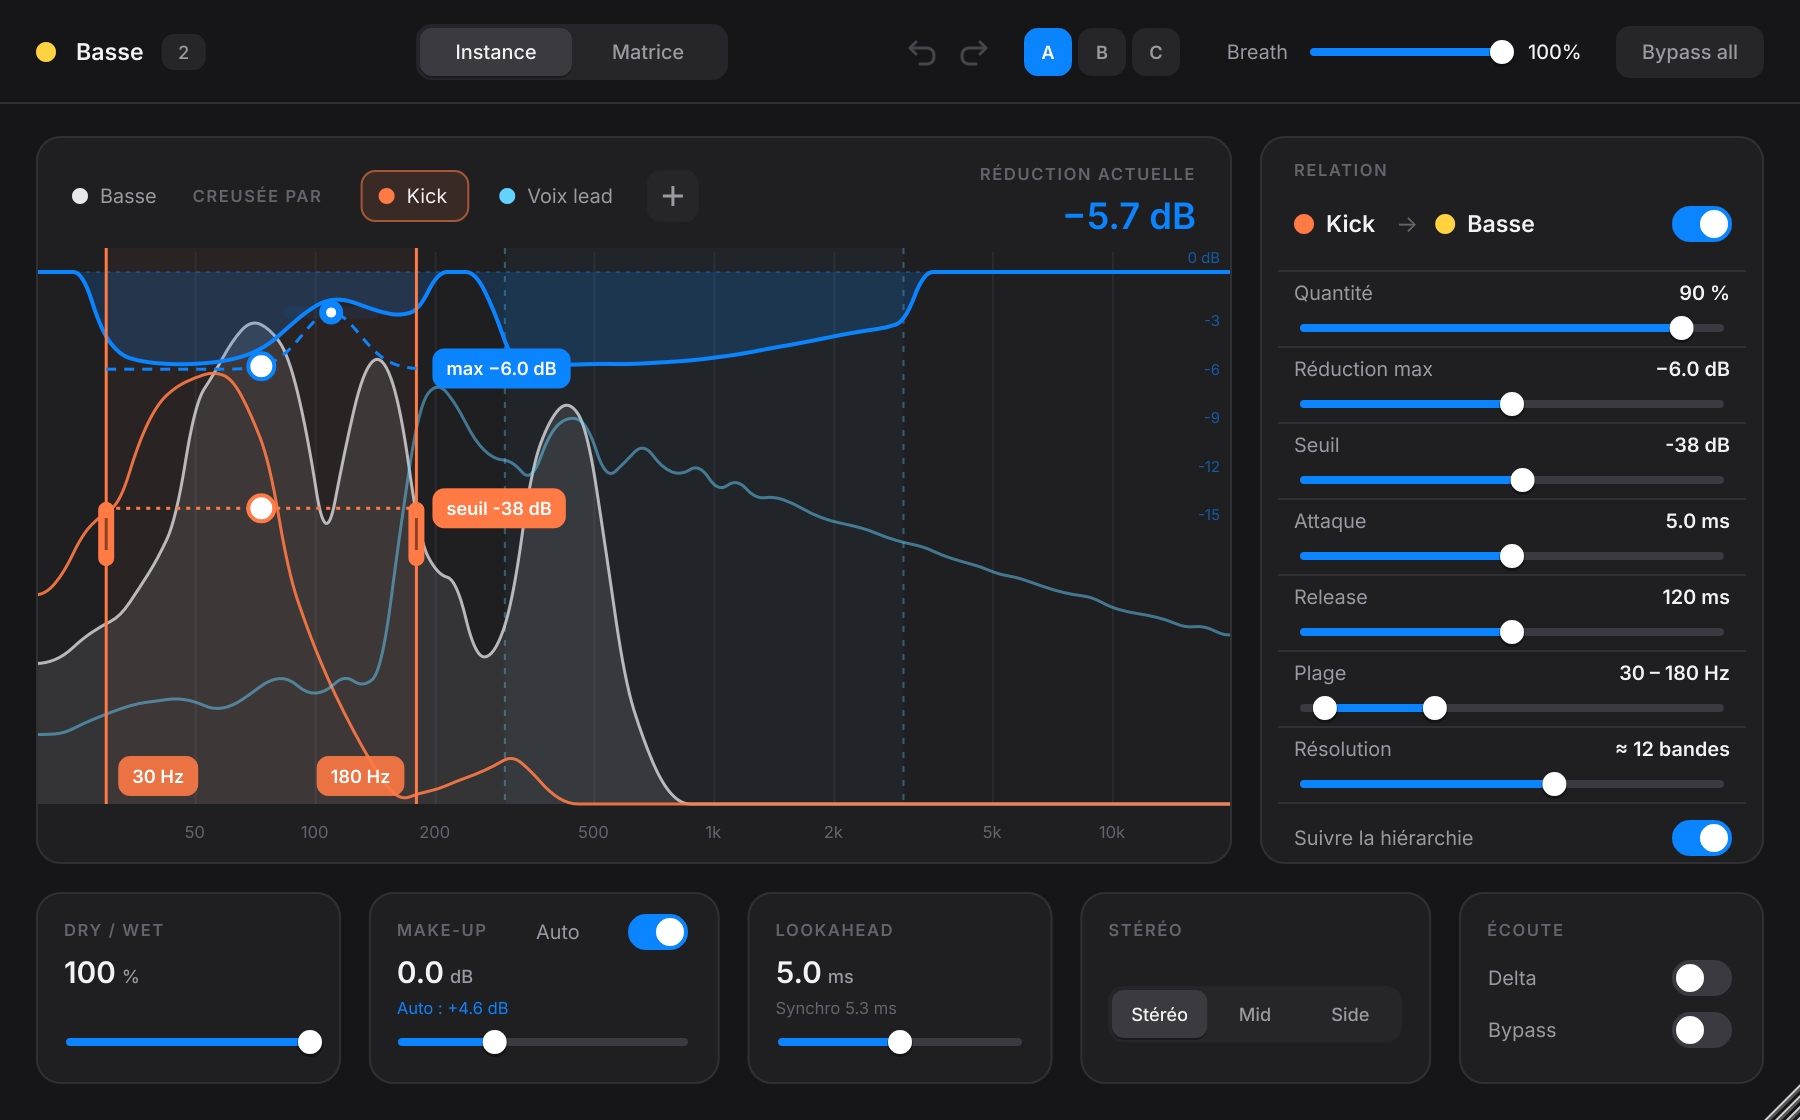 Basse 2
Instance Matrice
A B C
Breath 100%
Bypass all
Basse CREUSÉE PAR Kick Voix lead +
RÉDUCTION ACTUELLE
−5.7 dB
0 dB
-3
-6
-9
-12
-15
max −6.0 dB
seuil -38 dB
30 Hz 180 Hz
50 100 200 500 1k 2k 5k 10k
RELATION
Kick → Basse
Quantité 90 %
Réduction max −6.0 dB
Seuil -38 dB
Attaque 5.0 ms
Release 120 ms
Plage 30 – 180 Hz
Résolution ≈ 12 bandes
Suivre la hiérarchie
DRY / WET
100 %
MAKE-UP Auto
0.0 dB
Auto : +4.6 dB
LOOKAHEAD
5.0 ms
Synchro 5.3 ms
STÉRÉO
Stéréo Mid Side
ÉCOUTE
Delta
Bypass